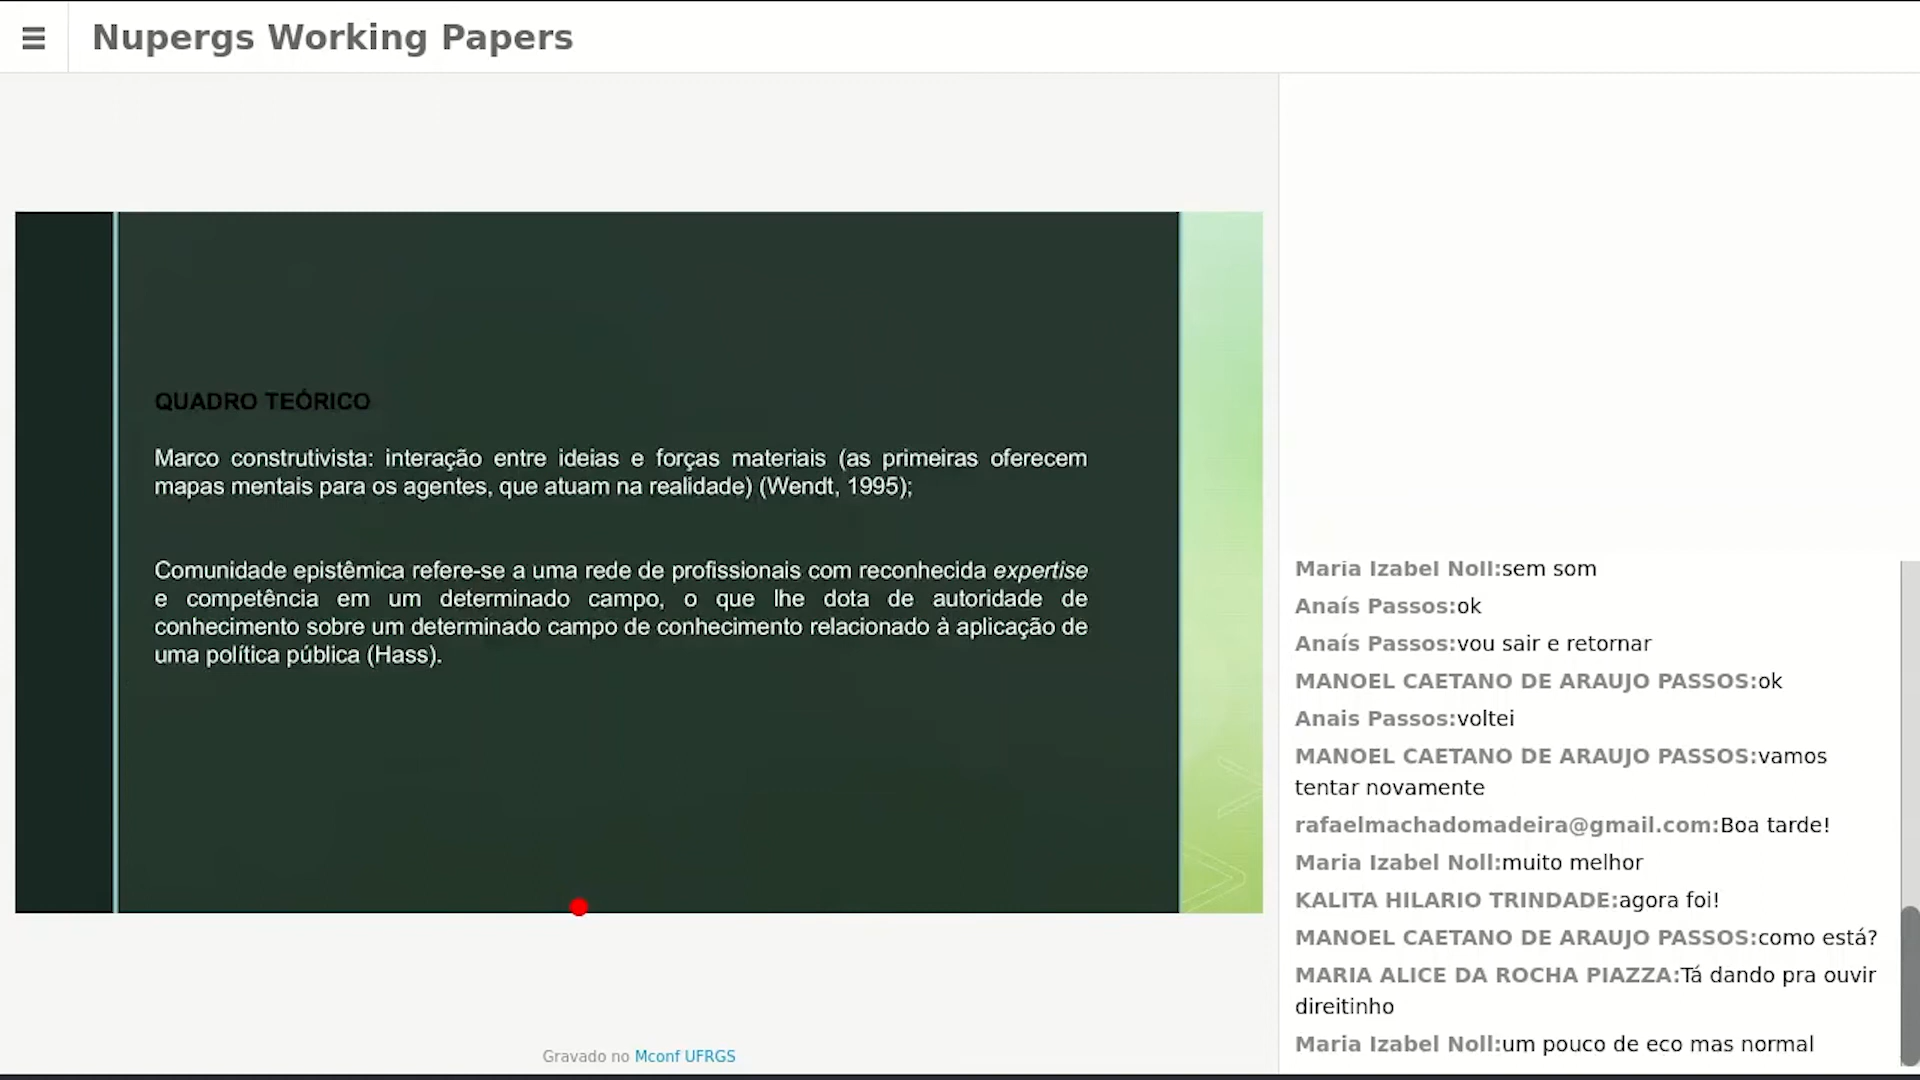 Nupergs Working Papers
QUADRO TEÓRICO
Marco construtivista: interação entre ideias e forças materiais (as primeiras oferecem
mapas mentais para os agentes, que atuam na realidade) (Wendt, 1995);
Comunidade epistêmica refere-se a uma rede de profissionais com reconhecida expertise
e competência em um determinado campo, o que lhe dota de autoridade de
conhecimento sobre um determinado campo de conhecimento relacionado à aplicação de
uma política pública (Hass).
Gravado no Mconf UFRGS
Maria Izabel Noll:sem som
Anaís Passos:ok
Anaís Passos:vou sair e retornar
MANOEL CAETANO DE ARAUJO PASSOS:ok
Anais Passos:voltei
MANOEL CAETANO DE ARAUJO PASSOS:vamos
tentar novamente
rafaelmachadomadeira@gmail.com:Boa tarde!
Maria Izabel Noll:muito melhor
KALITA HILARIO TRINDADE:agora foi!
MANOEL CAETANO DE ARAUJO PASSOS:como está?
MARIA ALICE DA ROCHA PIAZZA:Tá dando pra ouvir
direitinho
Maria Izabel Noll:um pouco de eco mas normal